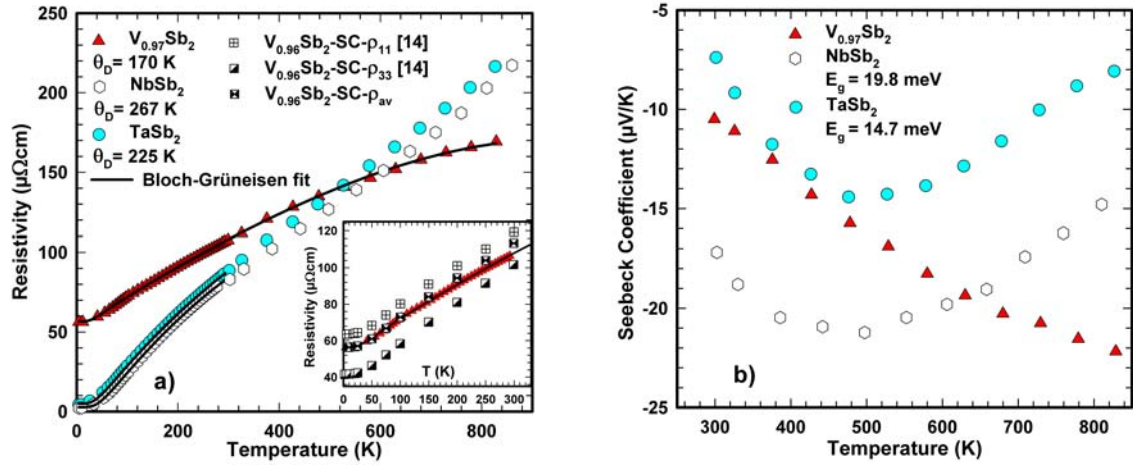 V0.97Sb2
θD= 170 K
NbSb2
θD= 267 K
TaSb2
θD= 225 K
Bloch-Grüneisen fit
V0.96Sb2-SC-ρ11 [14]
V0.96Sb2-SC-ρ33 [14]
V0.96Sb2-SC-ρav
Resistivity (μΩcm)
250
200
150
100
50
0
0 200 400 600 800
Temperature (K)
a)
Resistivity (μΩcm)
120
100
80
60
40
T (K)
0 50 100 150 200 250 300
V0.97Sb2
NbSb2
Eg = 19.8 meV
TaSb2
Eg = 14.7 meV
Seebeck Coefficient (μV/K)
-5
-10
-15
-20
-25
300 400 500 600 700 800
Temperature (K)
b)